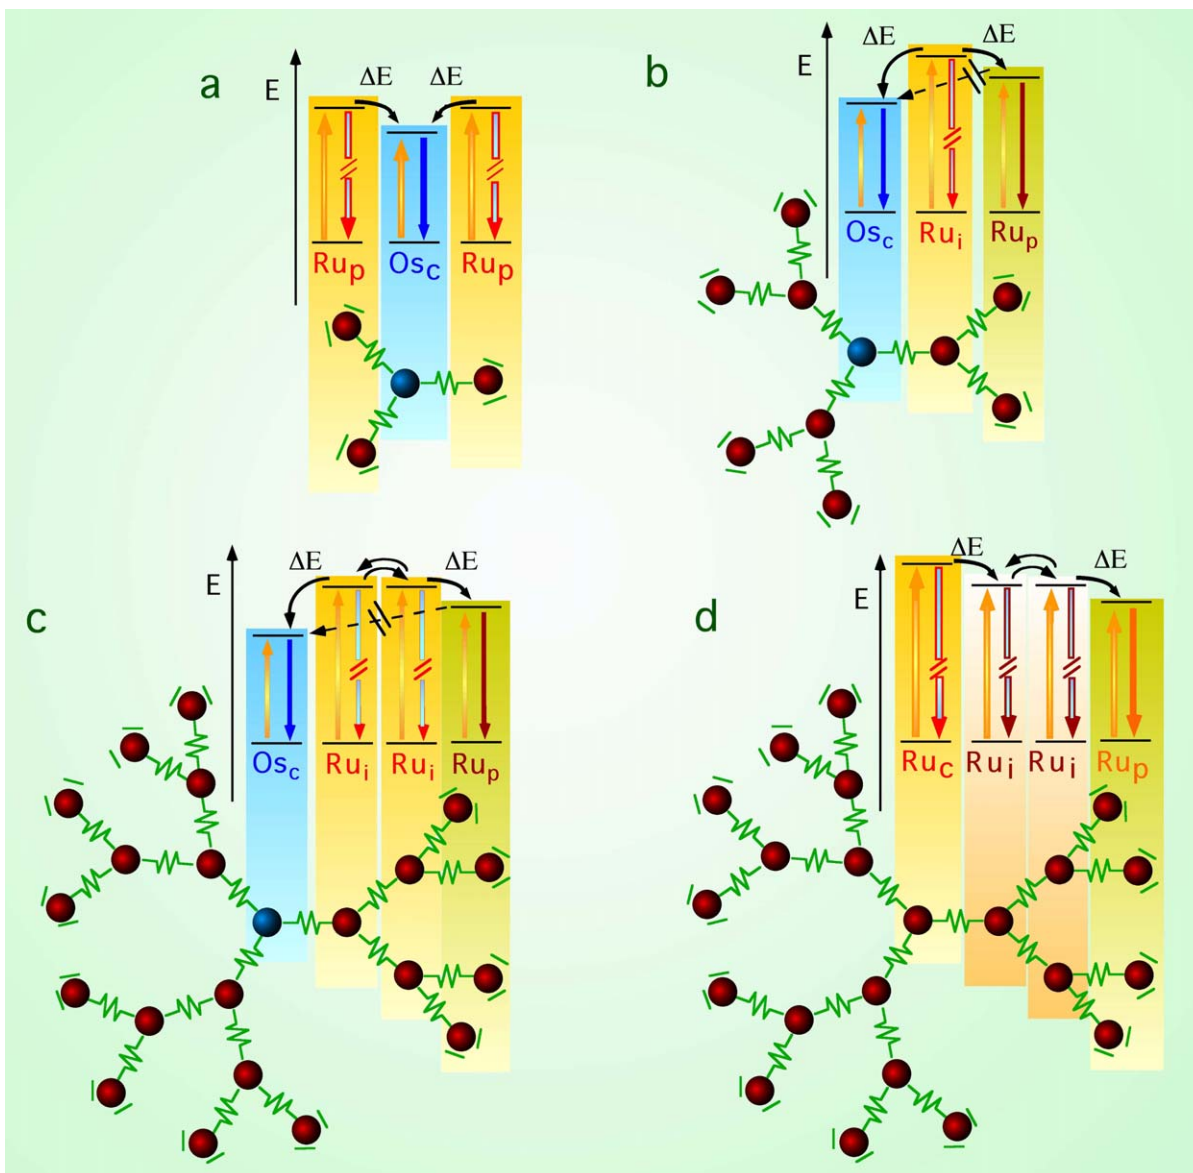 a
E
ΔE ΔE
Ru_p Os_c Ru_p
b
E
ΔE ΔE
Os_c Ru_i Ru_p
c
E
ΔE ΔE
Os_c Ru_i Ru_i Ru_p
d
E
ΔE ΔE
Ru_c Ru_i Ru_i Ru_p